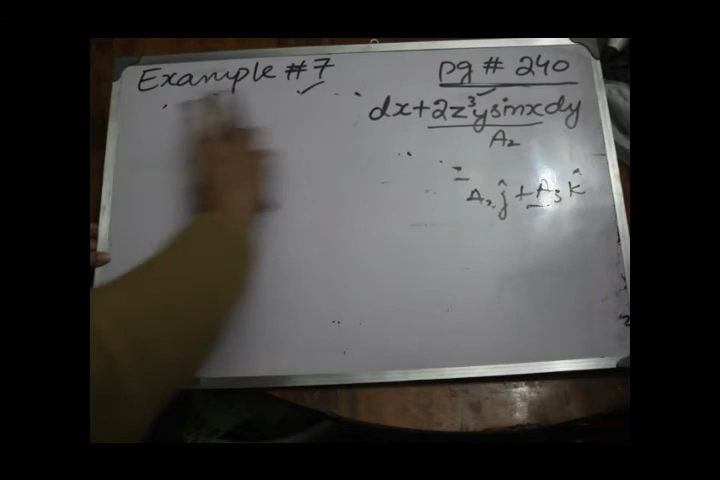 Example #7 pg # 240
dx+2z³ysinxdy
A₂
= A₂ĵ+A₃k̂